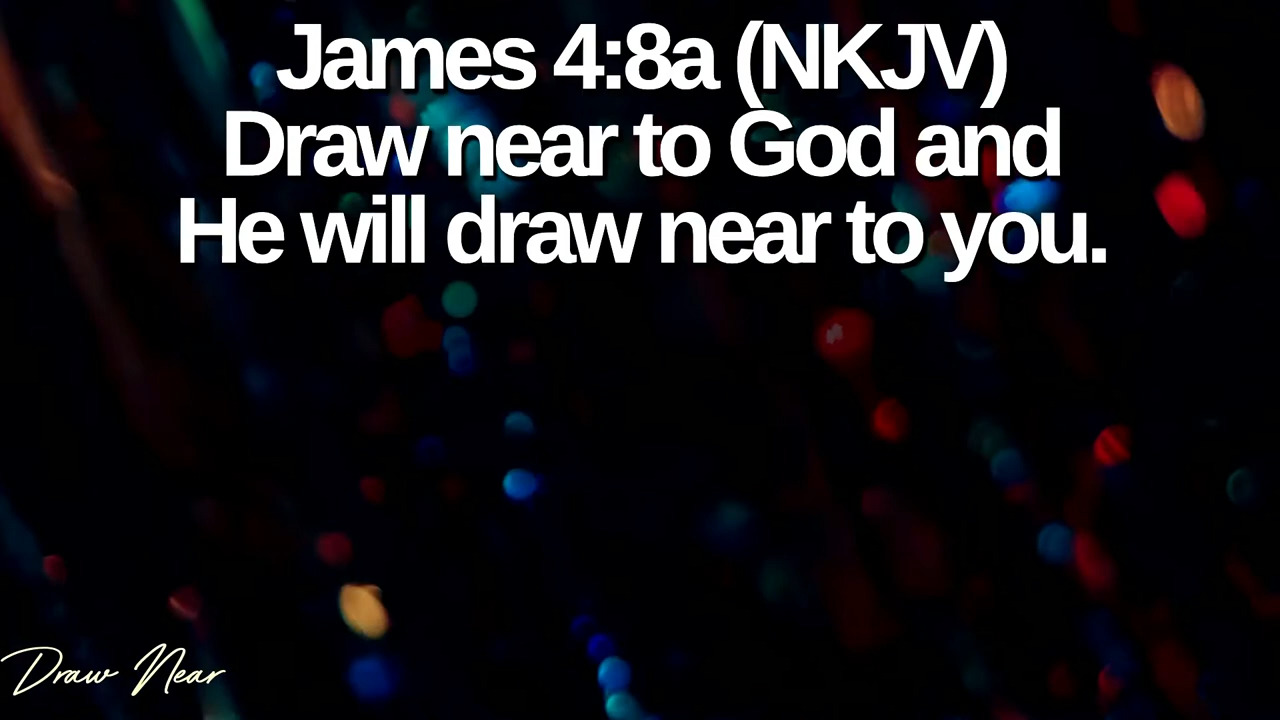 James 4:8a (NKJV)
Draw near to God and
He will draw near to you.
Draw Near